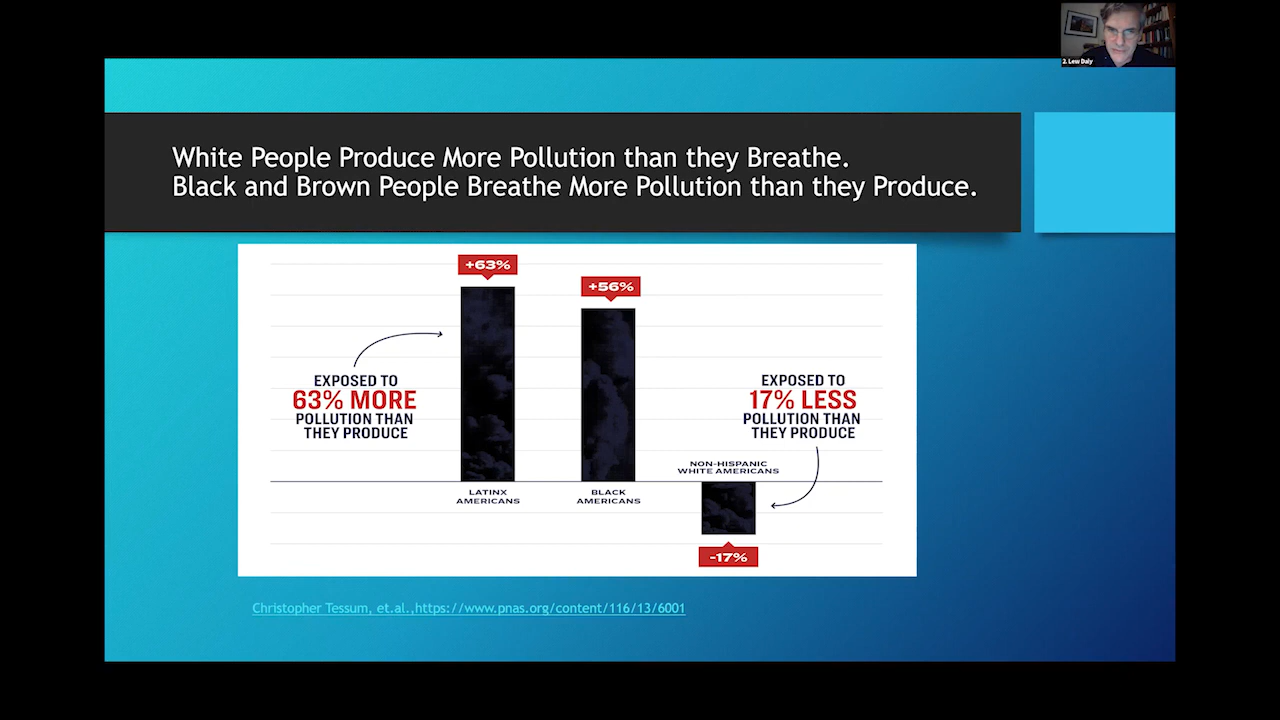 2. Lew Daly
White People Produce More Pollution than they Breathe.
Black and Brown People Breathe More Pollution than they Produce.
+63%
+56%
EXPOSED TO
63% MORE
POLLUTION THAN
THEY PRODUCE
EXPOSED TO
17% LESS
POLLUTION THAN
THEY PRODUCE
NON-HISPANIC
WHITE AMERICANS
LATINX
AMERICANS
BLACK
AMERICANS
-17%
Christopher Tessum, et.al.,https://www.pnas.org/content/116/13/6001